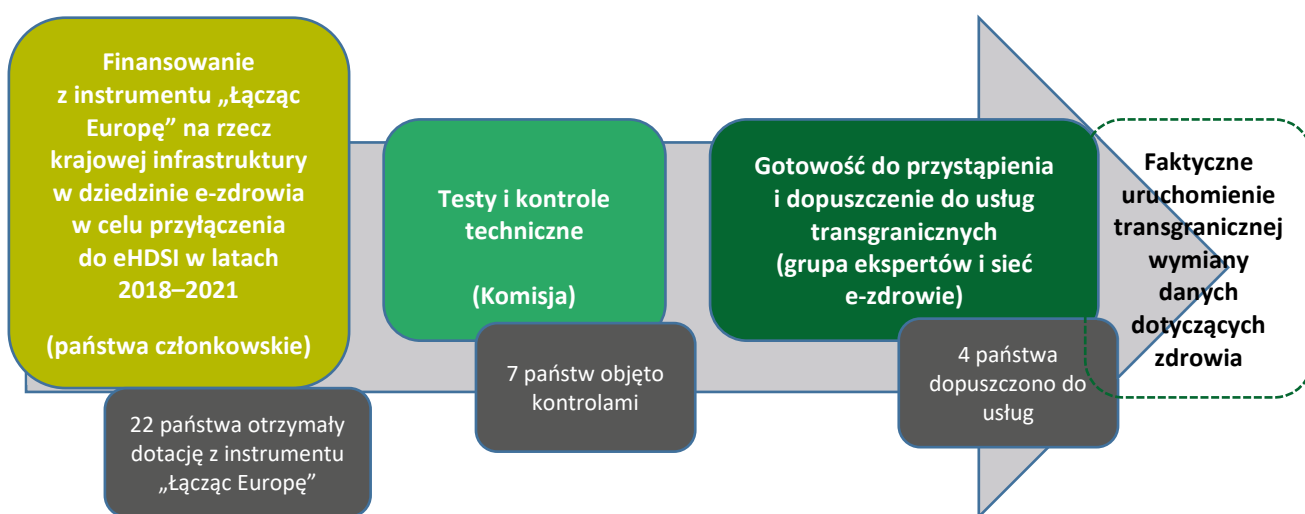 Finansowanie
z instrumentu „Łącząc
Europę” na rzecz
krajowej infrastruktury
w dziedzinie e-zdrowia
w celu przyłączenia
do eHDSI w latach
2018–2021
(państwa członkowskie)
22 państwa otrzymały
dotację z instrumentu
„Łącząc Europę”
Testy i kontrole
techniczne
(Komisja)
7 państw objęto
kontrolami
Gotowość do przystąpienia
i dopuszczenie do usług
transgranicznych
(grupa ekspertów i sieć
e-zdrowie)
4 państwa
dopuszczono do
usług
Faktyczne
uruchomienie
transgranicznej
wymiany
danych
dotyczących
zdrowia